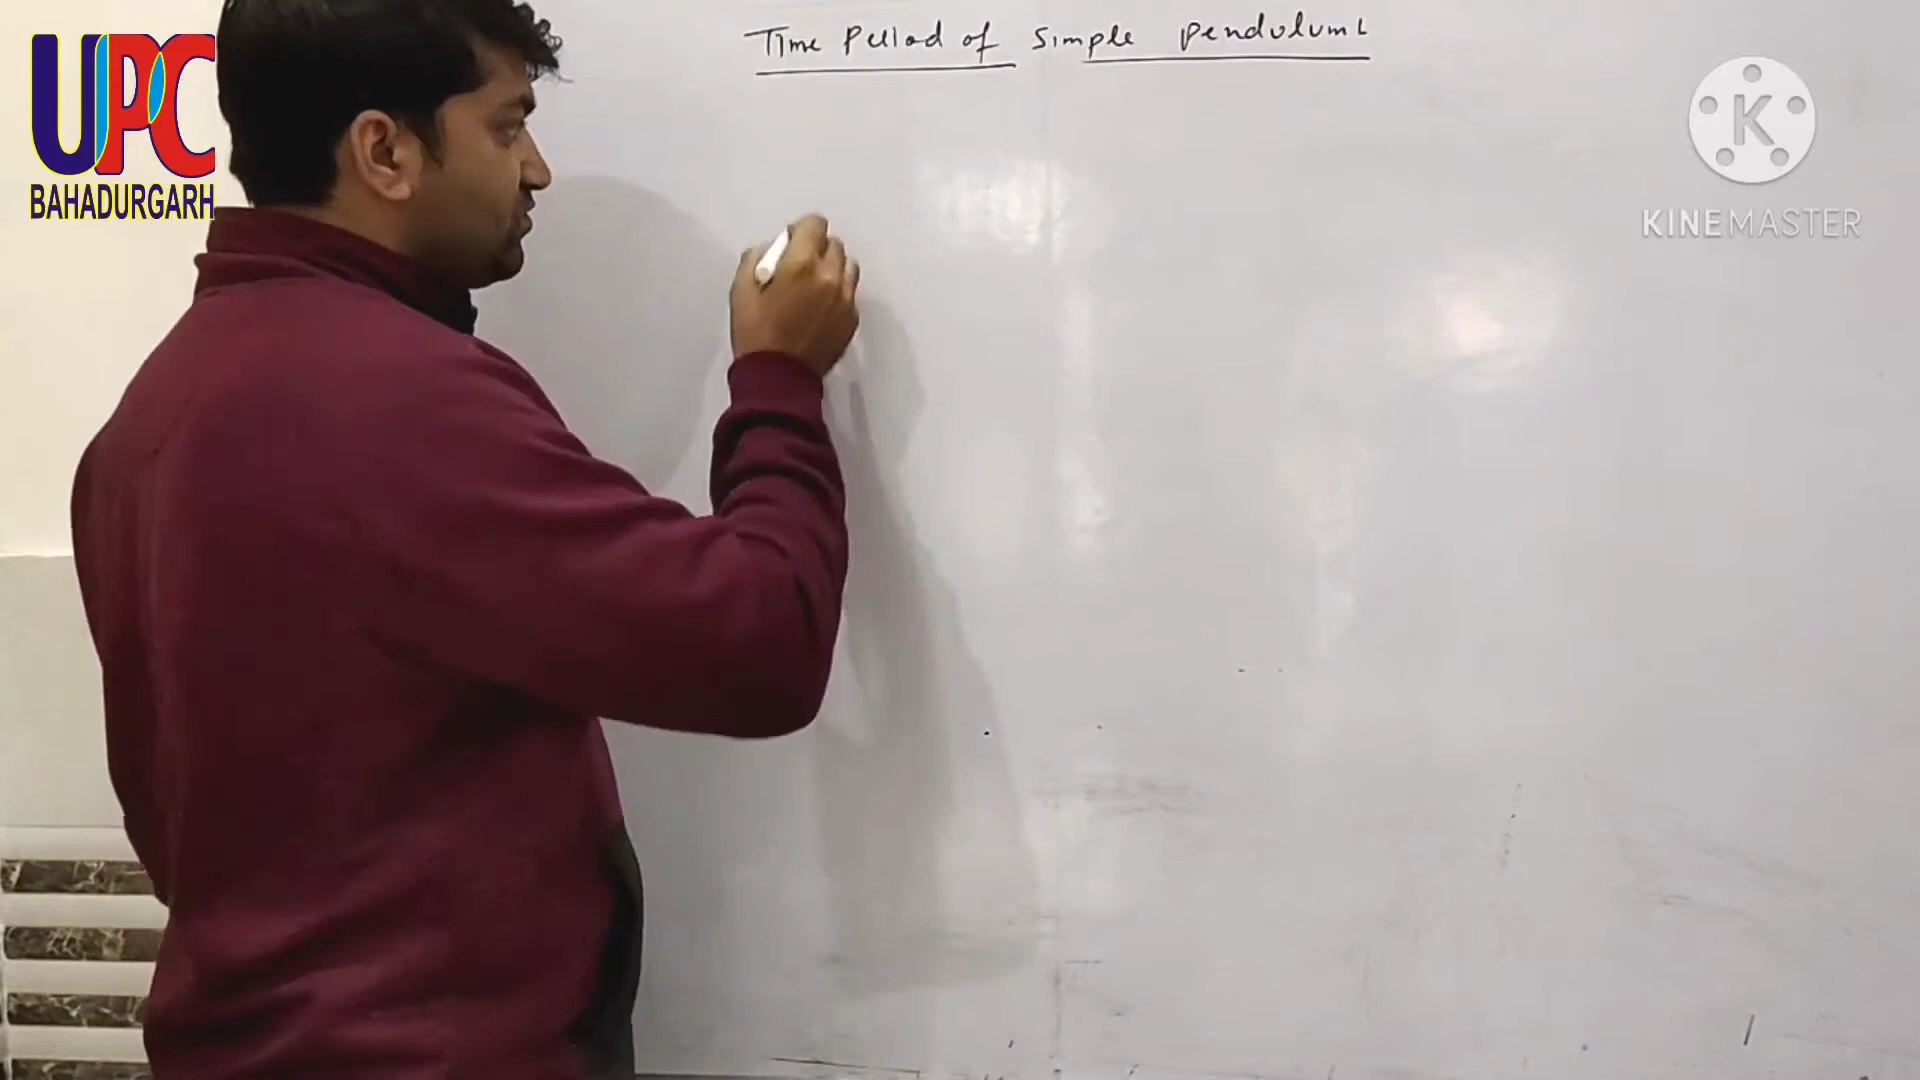 Time Period of simple pendulum
UPC
BAHADURGARH
K
KINEMASTER